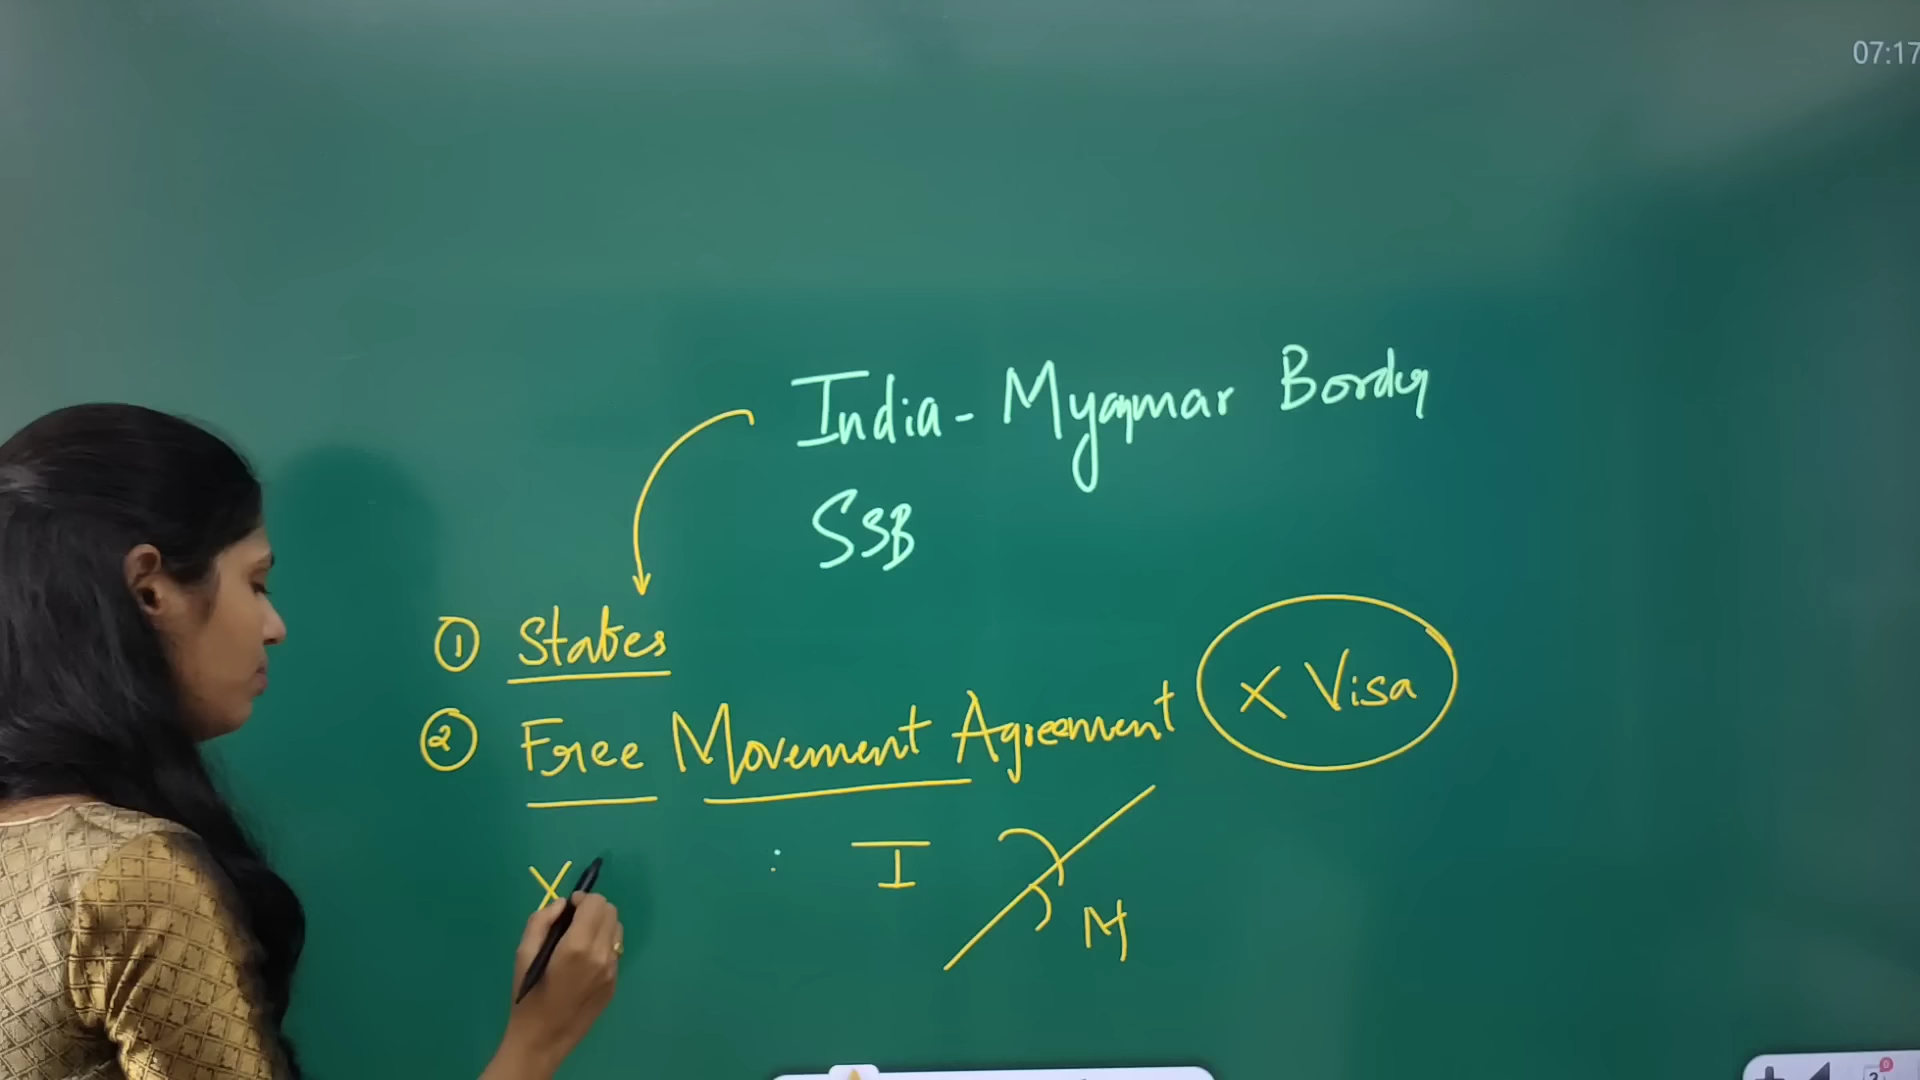 07:17
India - Myanmar Border
SSB
① States
② Free Movement Agreement X Visa
X : I
M